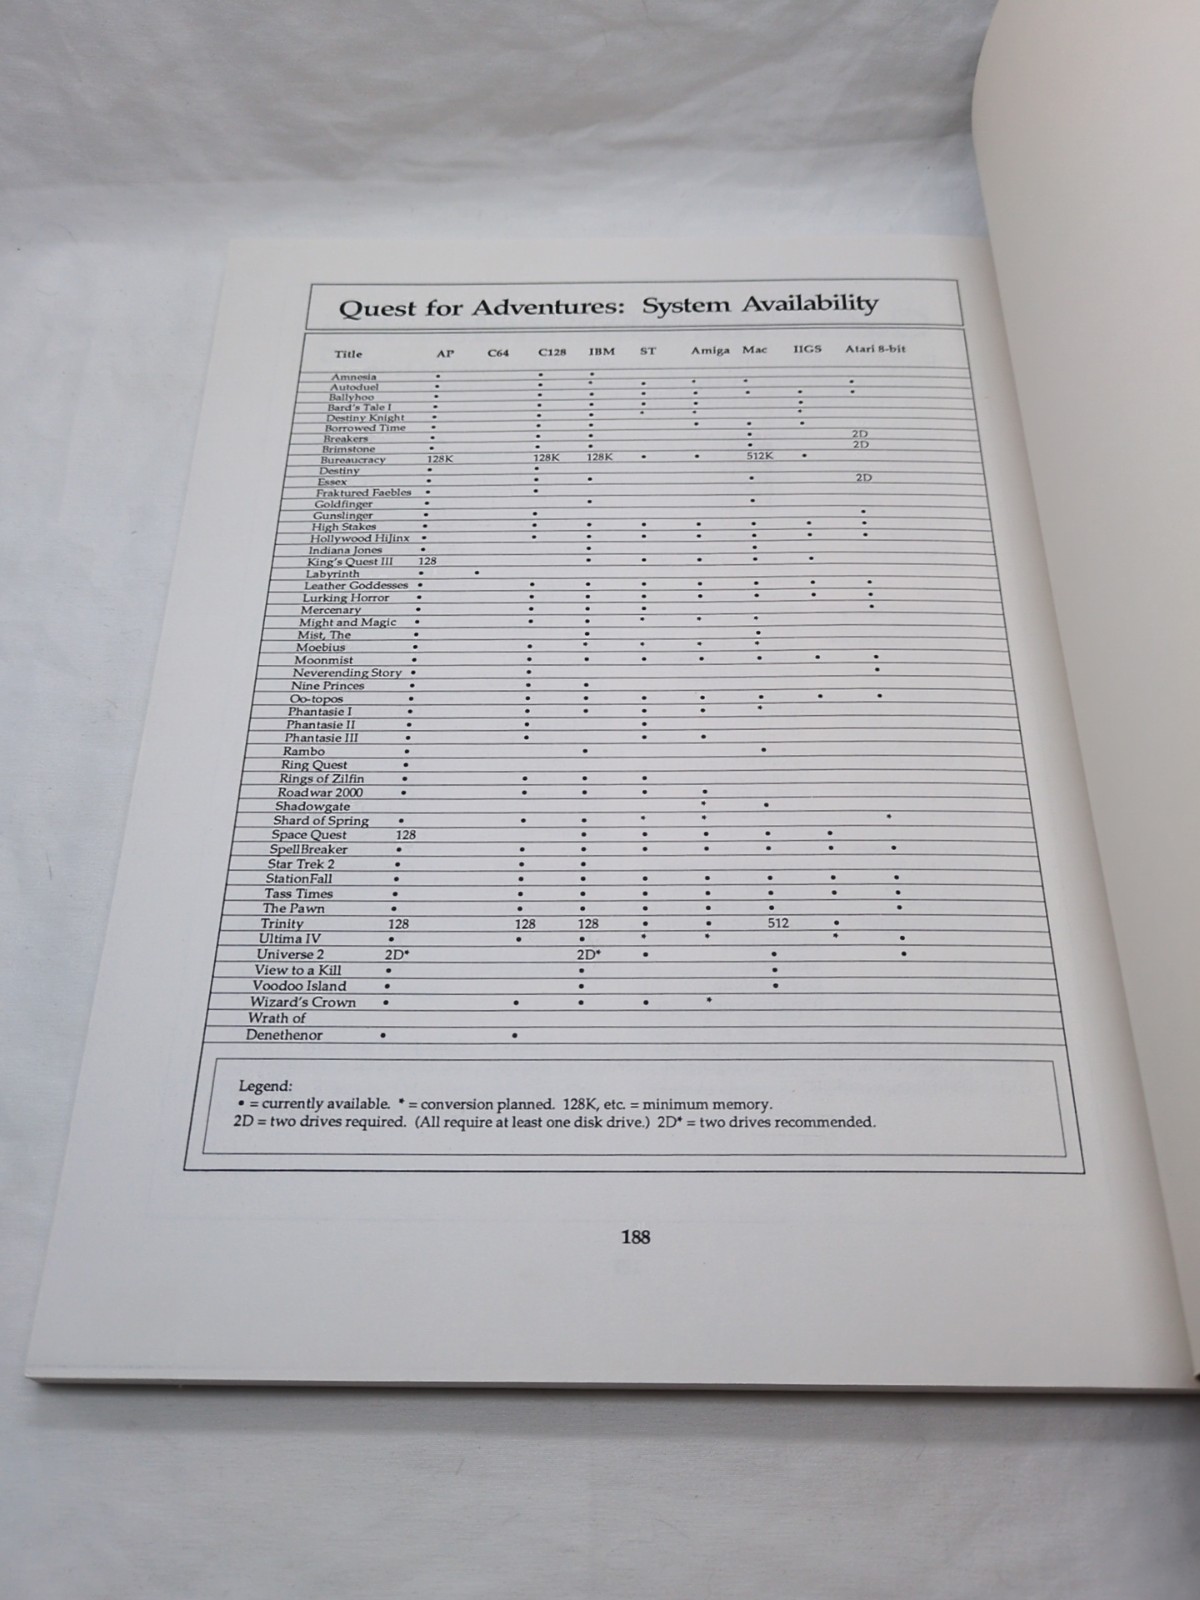 Quest for Adventures: System Availability
Title AP C64 C128 IBM ST Amiga Mac IIGS Atari 8-bit
Amnesia • • •
Autoduel • • * • * * •
Ballyhoo • • • • • • • •
Bard's Tale I • • • • • •
Destiny Knight • • • * * •
Borrowed Time • • • • • •
Breakers • • • • 2D
Brimstone • • • • 2D
Bureaucracy 128K 128K 128K • • 512K •
Destiny • •
Essex • • • • 2D
Fraktured Faebles • •
Goldfinger • • •
Gunslinger • • •
High Stakes • • • • • • • •
Hollywood HiJinx • • • • • • • •
Indiana Jones • • •
King's Quest III 128 • • • • •
Labyrinth • •
Leather Goddesses • • • • • • • •
Lurking Horror • • • • • • • •
Mercenary • • • • •
Might and Magic • • • * * *
Mist, The • • •
Moebius • • * * * *
Moonmist • • • • • • • •
Neverending Story • • •
Nine Princes • • •
Oo-topos • • • • • • • •
Phantasie I • • • • • *
Phantasie II • • •
Phantasie III • • • •
Rambo • • •
Ring Quest •
Rings of Zilfin • • • •
Roadwar 2000 • • • • •
Shadowgate * •
Shard of Spring • • • * * *
Space Quest 128 • • • • •
SpellBreaker • • • • • • • •
Star Trek 2 • • •
StationFall • • • • • • • •
Tass Times • • • • • • • •
The Pawn • • • • • • •
Trinity 128 128 128 • • 512 •
Ultima IV • • • * * * •
Universe 2 2D* 2D* • • •
View to a Kill • • •
Voodoo Island • • •
Wizard's Crown • • • • *
Wrath of
Denethenor • •
Legend:
• = currently available. * = conversion planned. 128K, etc. = minimum memory.
2D = two drives required. (All require at least one disk drive.) 2D* = two drives recommended.
188